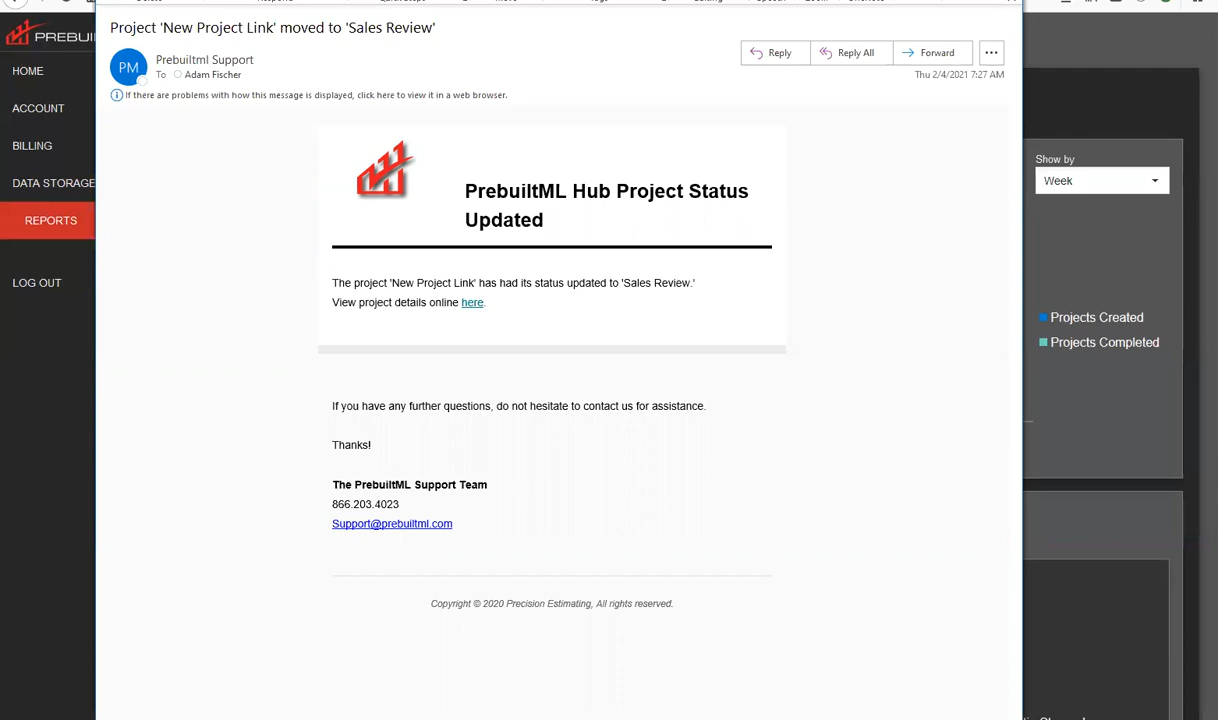 Project 'New Project Link' moved to 'Sales Review'
PM
Prebuiltml Support
To Adam Fischer
Reply
Reply All
Forward
Thu 2/4/2021 7:27 AM
If there are problems with how this message is displayed, click here to view it in a web browser.
PrebuiltML Hub Project Status
Updated
The project 'New Project Link' has had its status updated to 'Sales Review.'
View project details online here.
If you have any further questions, do not hesitate to contact us for assistance.
Thanks!
The PrebuiltML Support Team
866.203.4023
Support@prebuiltml.com
Copyright © 2020 Precision Estimating, All rights reserved.
HOME
ACCOUNT
BILLING
DATA STORAGE
REPORTS
LOG OUT
Show by
Week
Projects Created
Projects Completed